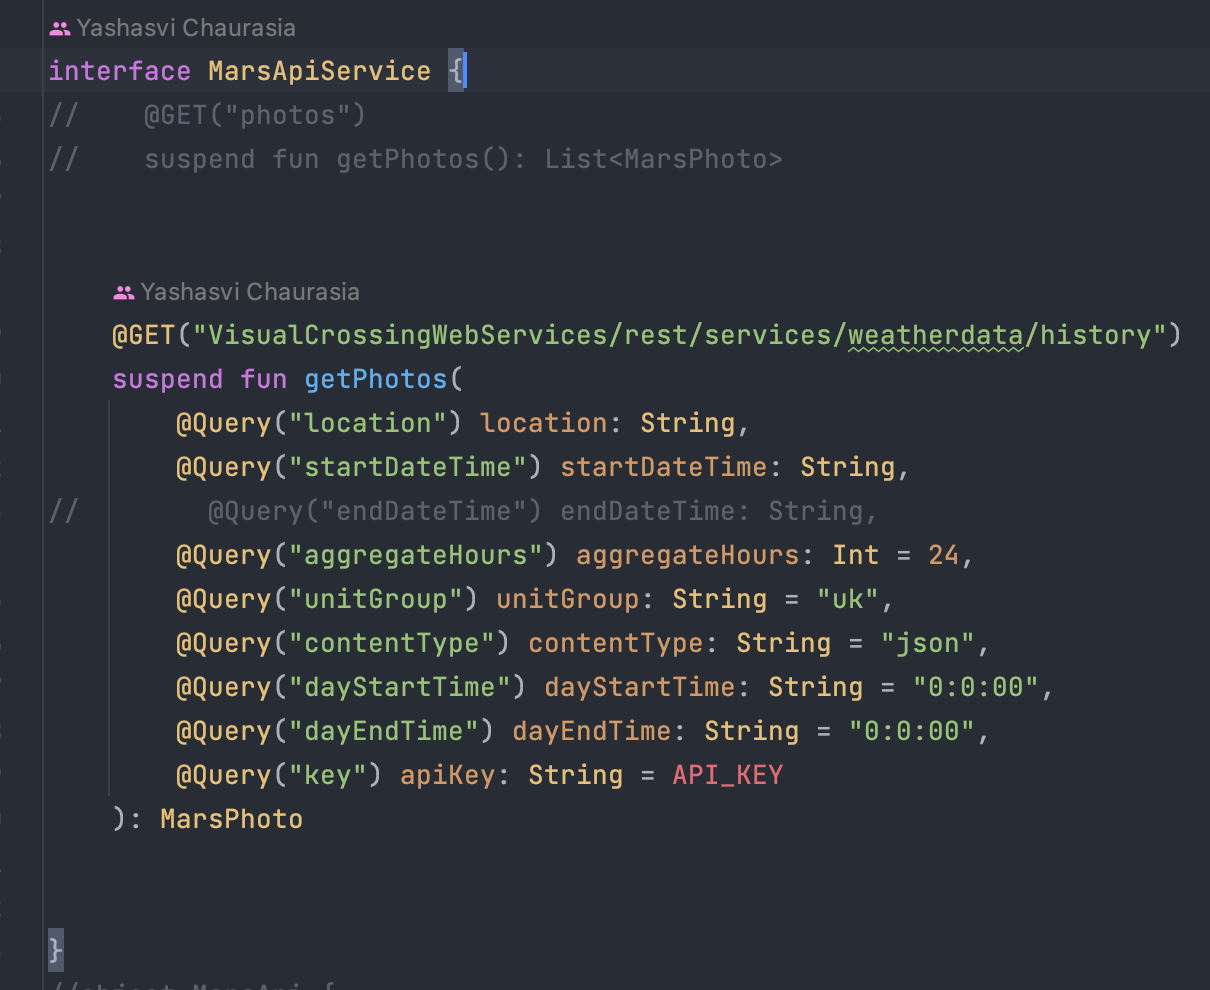 Yashasvi Chaurasia
interface MarsApiService {
//    @GET("photos")
//    suspend fun getPhotos(): List<MarsPhoto>
Yashasvi Chaurasia
@GET("VisualCrossingWebServices/rest/services/weatherdata/history")
suspend fun getPhotos(
@Query("location") location: String,
@Query("startDateTime") startDateTime: String,
//        @Query("endDateTime") endDateTime: String,
@Query("aggregateHours") aggregateHours: Int = 24,
@Query("unitGroup") unitGroup: String = "uk",
@Query("contentType") contentType: String = "json",
@Query("dayStartTime") dayStartTime: String = "0:0:00",
@Query("dayEndTime") dayEndTime: String = "0:0:00",
@Query("key") apiKey: String = API_KEY
): MarsPhoto
}
//object MarsApi {